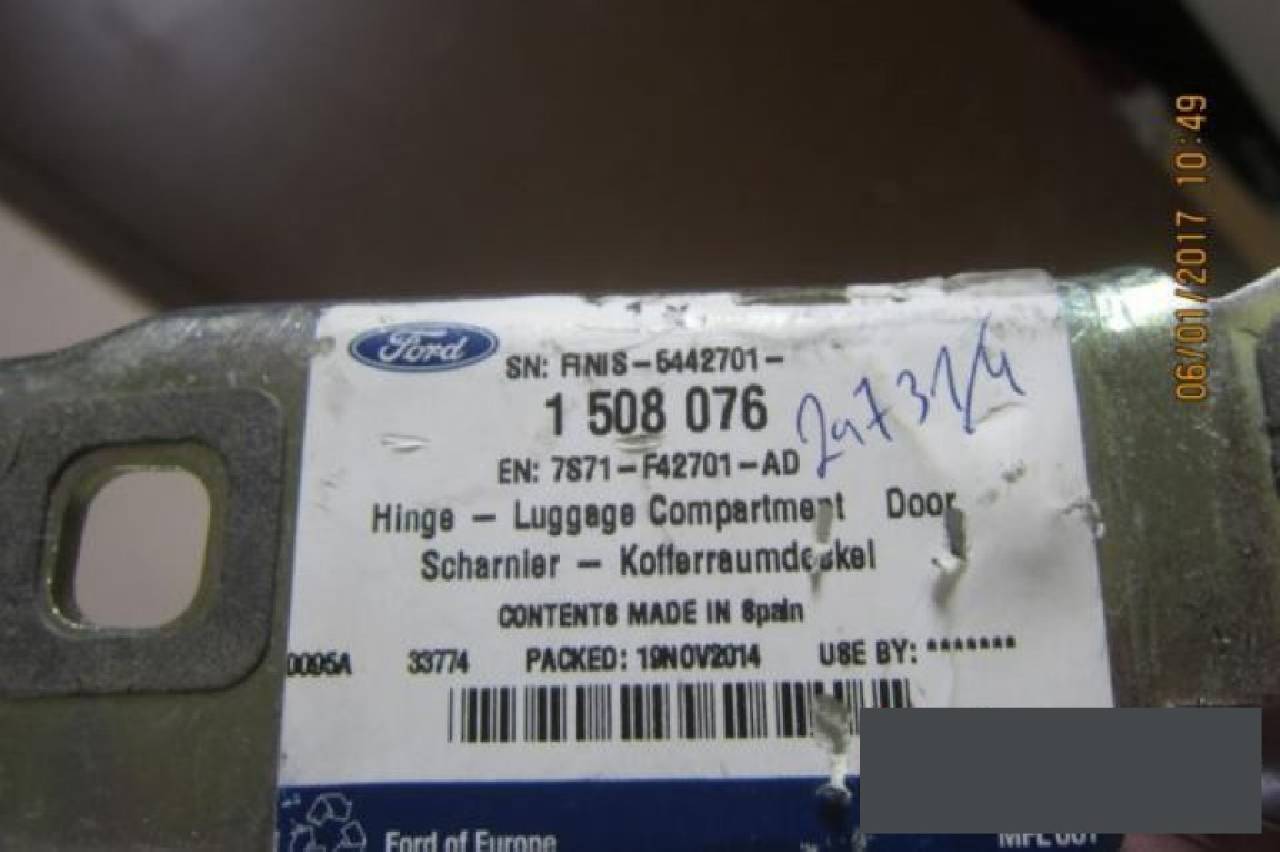 Ford
SN: FINIS-5442701-
1 508 076
EN: 7S71-F42701-AD
Hinge - Luggage Compartment Door
Scharnier - Kofferraumdeckel
CONTENTS MADE IN Spain
0095A 33774 PACKED: 19NOV2014 USE BY: *******
Ford of Europe
06/01/2017 10:49